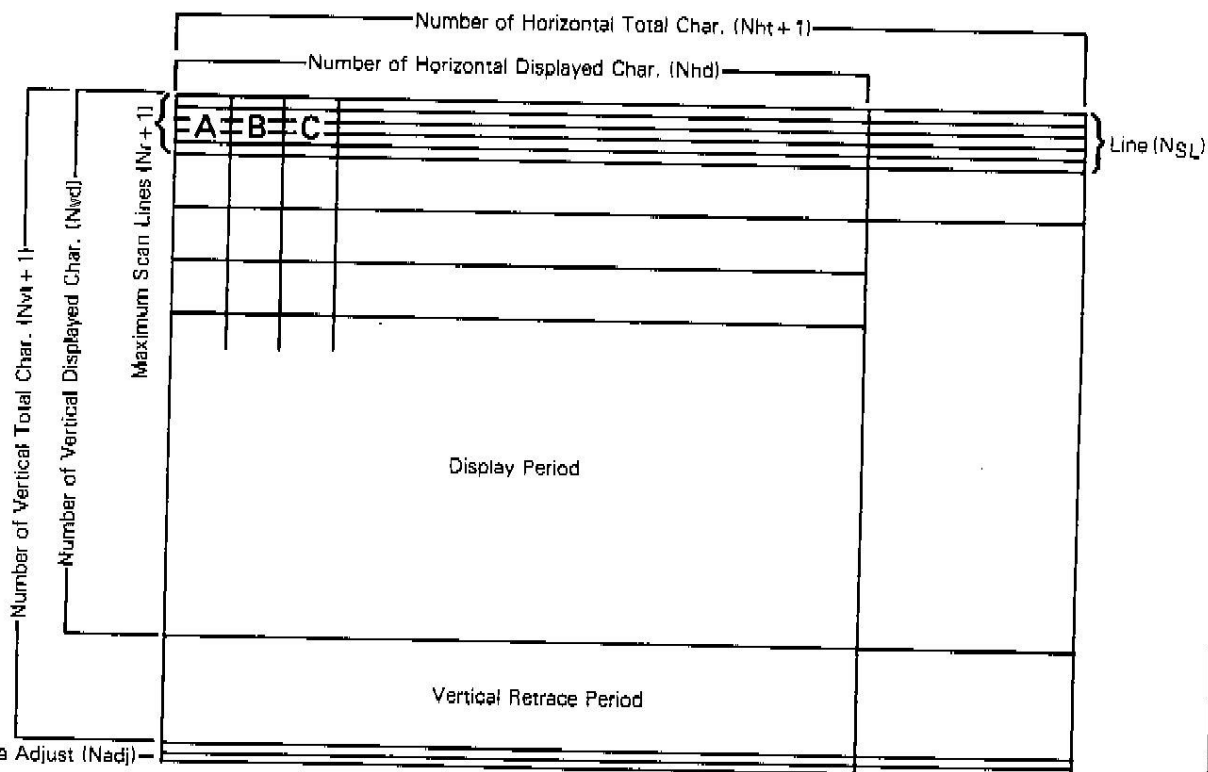 Number of Horizontal Total Char. (Nht + 1)
Number of Horizontal Displayed Char. (Nhd)
Number of Vertical Total Char. (Nvt + 1)
Number of Vertical Displayed Char. (Nvd)
Maximum Scan Lines (Nr + 1)
A B C
Line (NSL)
Display Period
Vertical Retrace Period
Adjust (Nadj)